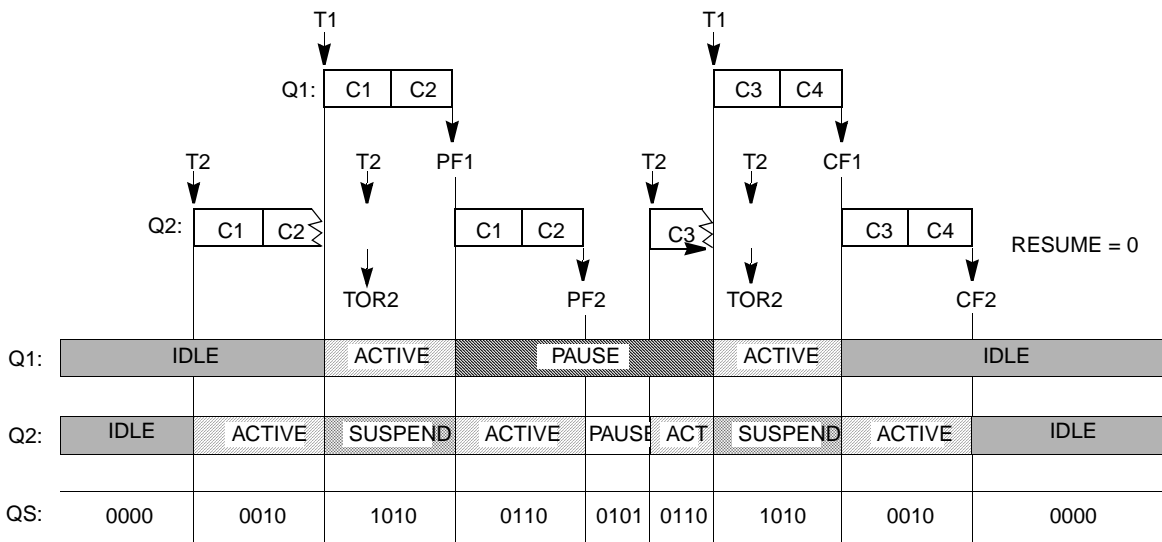 T1 T1
Q1: C1 C2 C3 C4
T2 T2 PF1 T2 T2 CF1
Q2: C1 C2 C1 C2 C3 C3 C4
RESUME = 0
TOR2 PF2 TOR2 CF2
Q1: IDLE ACTIVE PAUSE ACTIVE IDLE
Q2: IDLE ACTIVE SUSPEND ACTIVE PAUSE ACT SUSPEND ACTIVE IDLE
QS: 0000 0010 1010 0110 0101 0110 1010 0010 0000